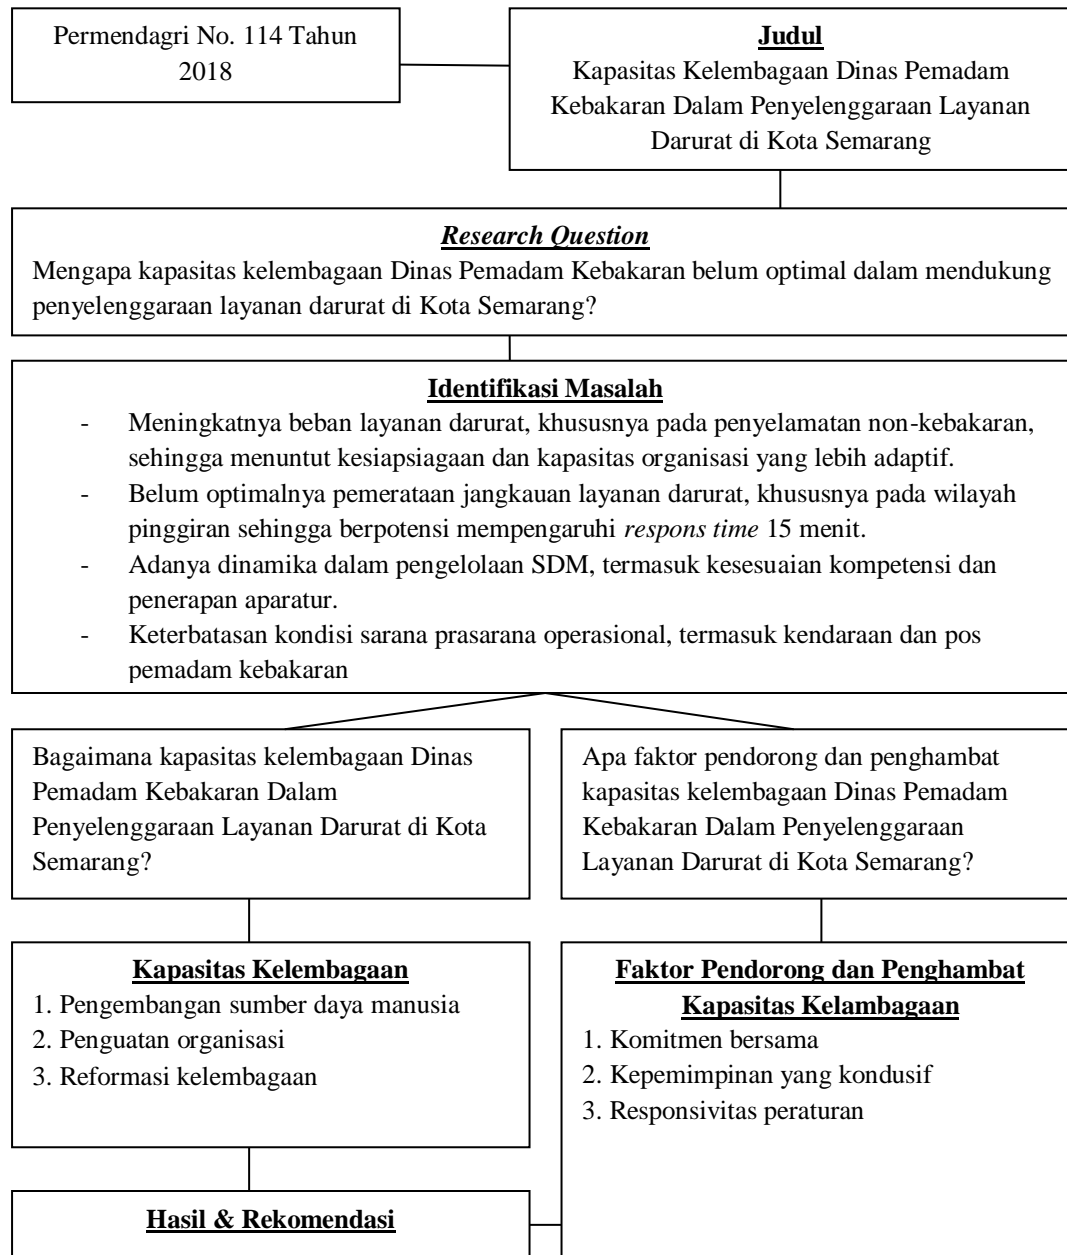 Permendagri No. 114 Tahun
2018
Judul
Kapasitas Kelembagaan Dinas Pemadam
Kebakaran Dalam Penyelenggaraan Layanan
Darurat di Kota Semarang
Research Question
Mengapa kapasitas kelembagaan Dinas Pemadam Kebakaran belum optimal dalam mendukung
penyelenggaraan layanan darurat di Kota Semarang?
Identifikasi Masalah
- Meningkatnya beban layanan darurat, khususnya pada penyelamatan non-kebakaran,
sehingga menuntut kesiapsiagaan dan kapasitas organisasi yang lebih adaptif.
- Belum optimalnya pemerataan jangkauan layanan darurat, khususnya pada wilayah
pinggiran sehingga berpotensi mempengaruhi respons time 15 menit.
- Adanya dinamika dalam pengelolaan SDM, termasuk kesesuaian kompetensi dan
penerapan aparatur.
- Keterbatasan kondisi sarana prasarana operasional, termasuk kendaraan dan pos
pemadam kebakaran
Bagaimana kapasitas kelembagaan Dinas
Pemadam Kebakaran Dalam
Penyelenggaraan Layanan Darurat di Kota
Semarang?
Apa faktor pendorong dan penghambat
kapasitas kelembagaan Dinas Pemadam
Kebakaran Dalam Penyelenggaraan
Layanan Darurat di Kota Semarang?
Kapasitas Kelembagaan
1. Pengembangan sumber daya manusia
2. Penguatan organisasi
3. Reformasi kelembagaan
Faktor Pendorong dan Penghambat
Kapasitas Kelambagaan
1. Komitmen bersama
2. Kepemimpinan yang kondusif
3. Responsivitas peraturan
Hasil & Rekomendasi